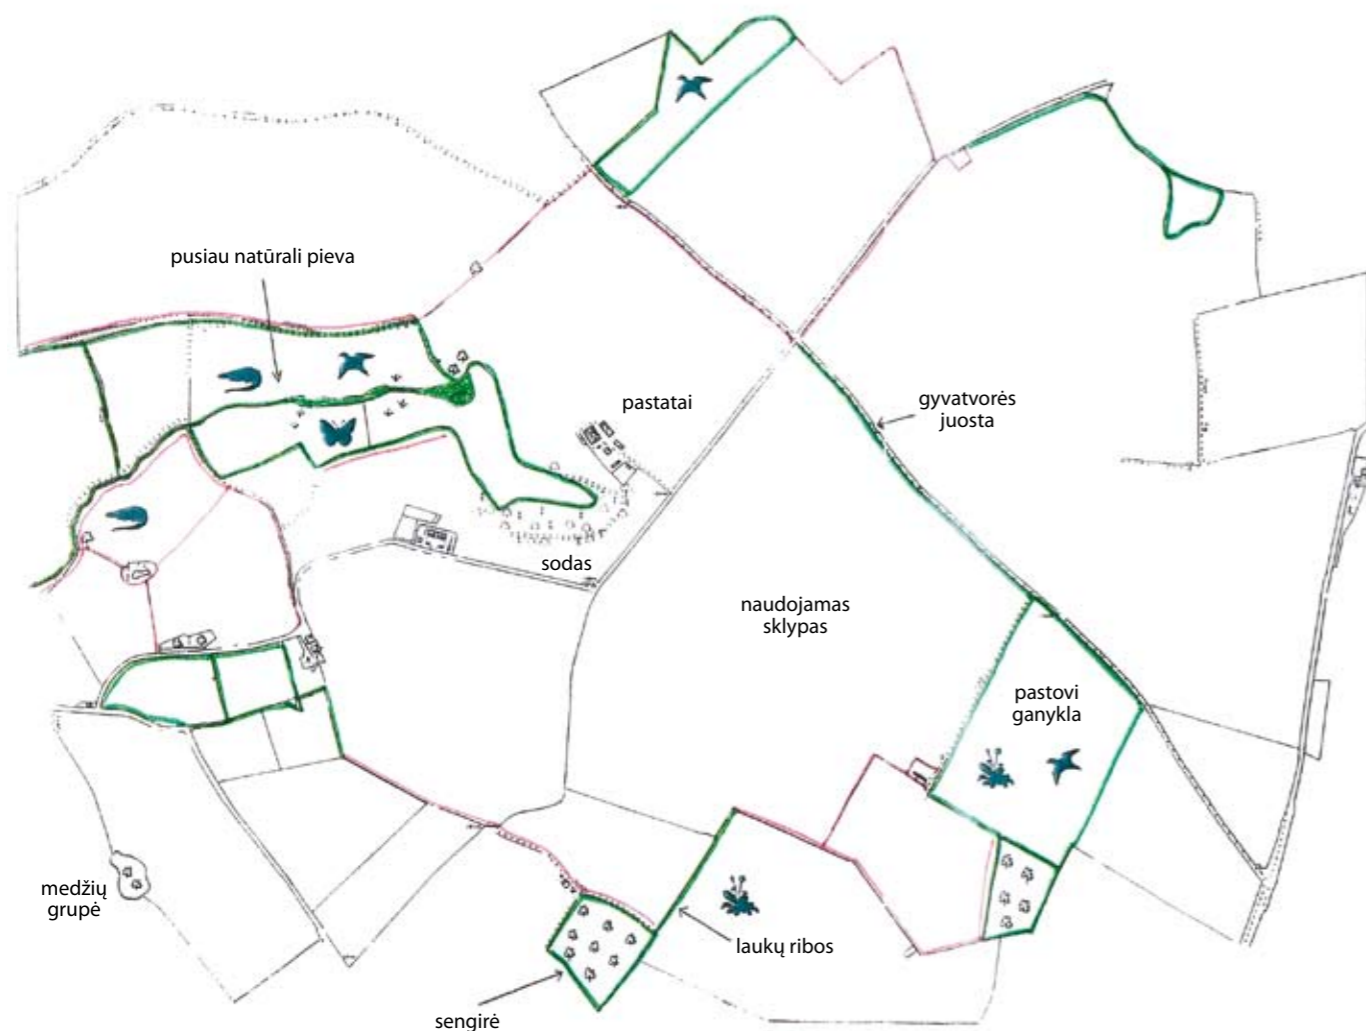 pusiau natūrali pieva
pastatai
gyvatvorės
juosta
sodas
naudojamas
sklypas
pastovi
ganykla
medžių
grupė
laukų ribos
sengirė